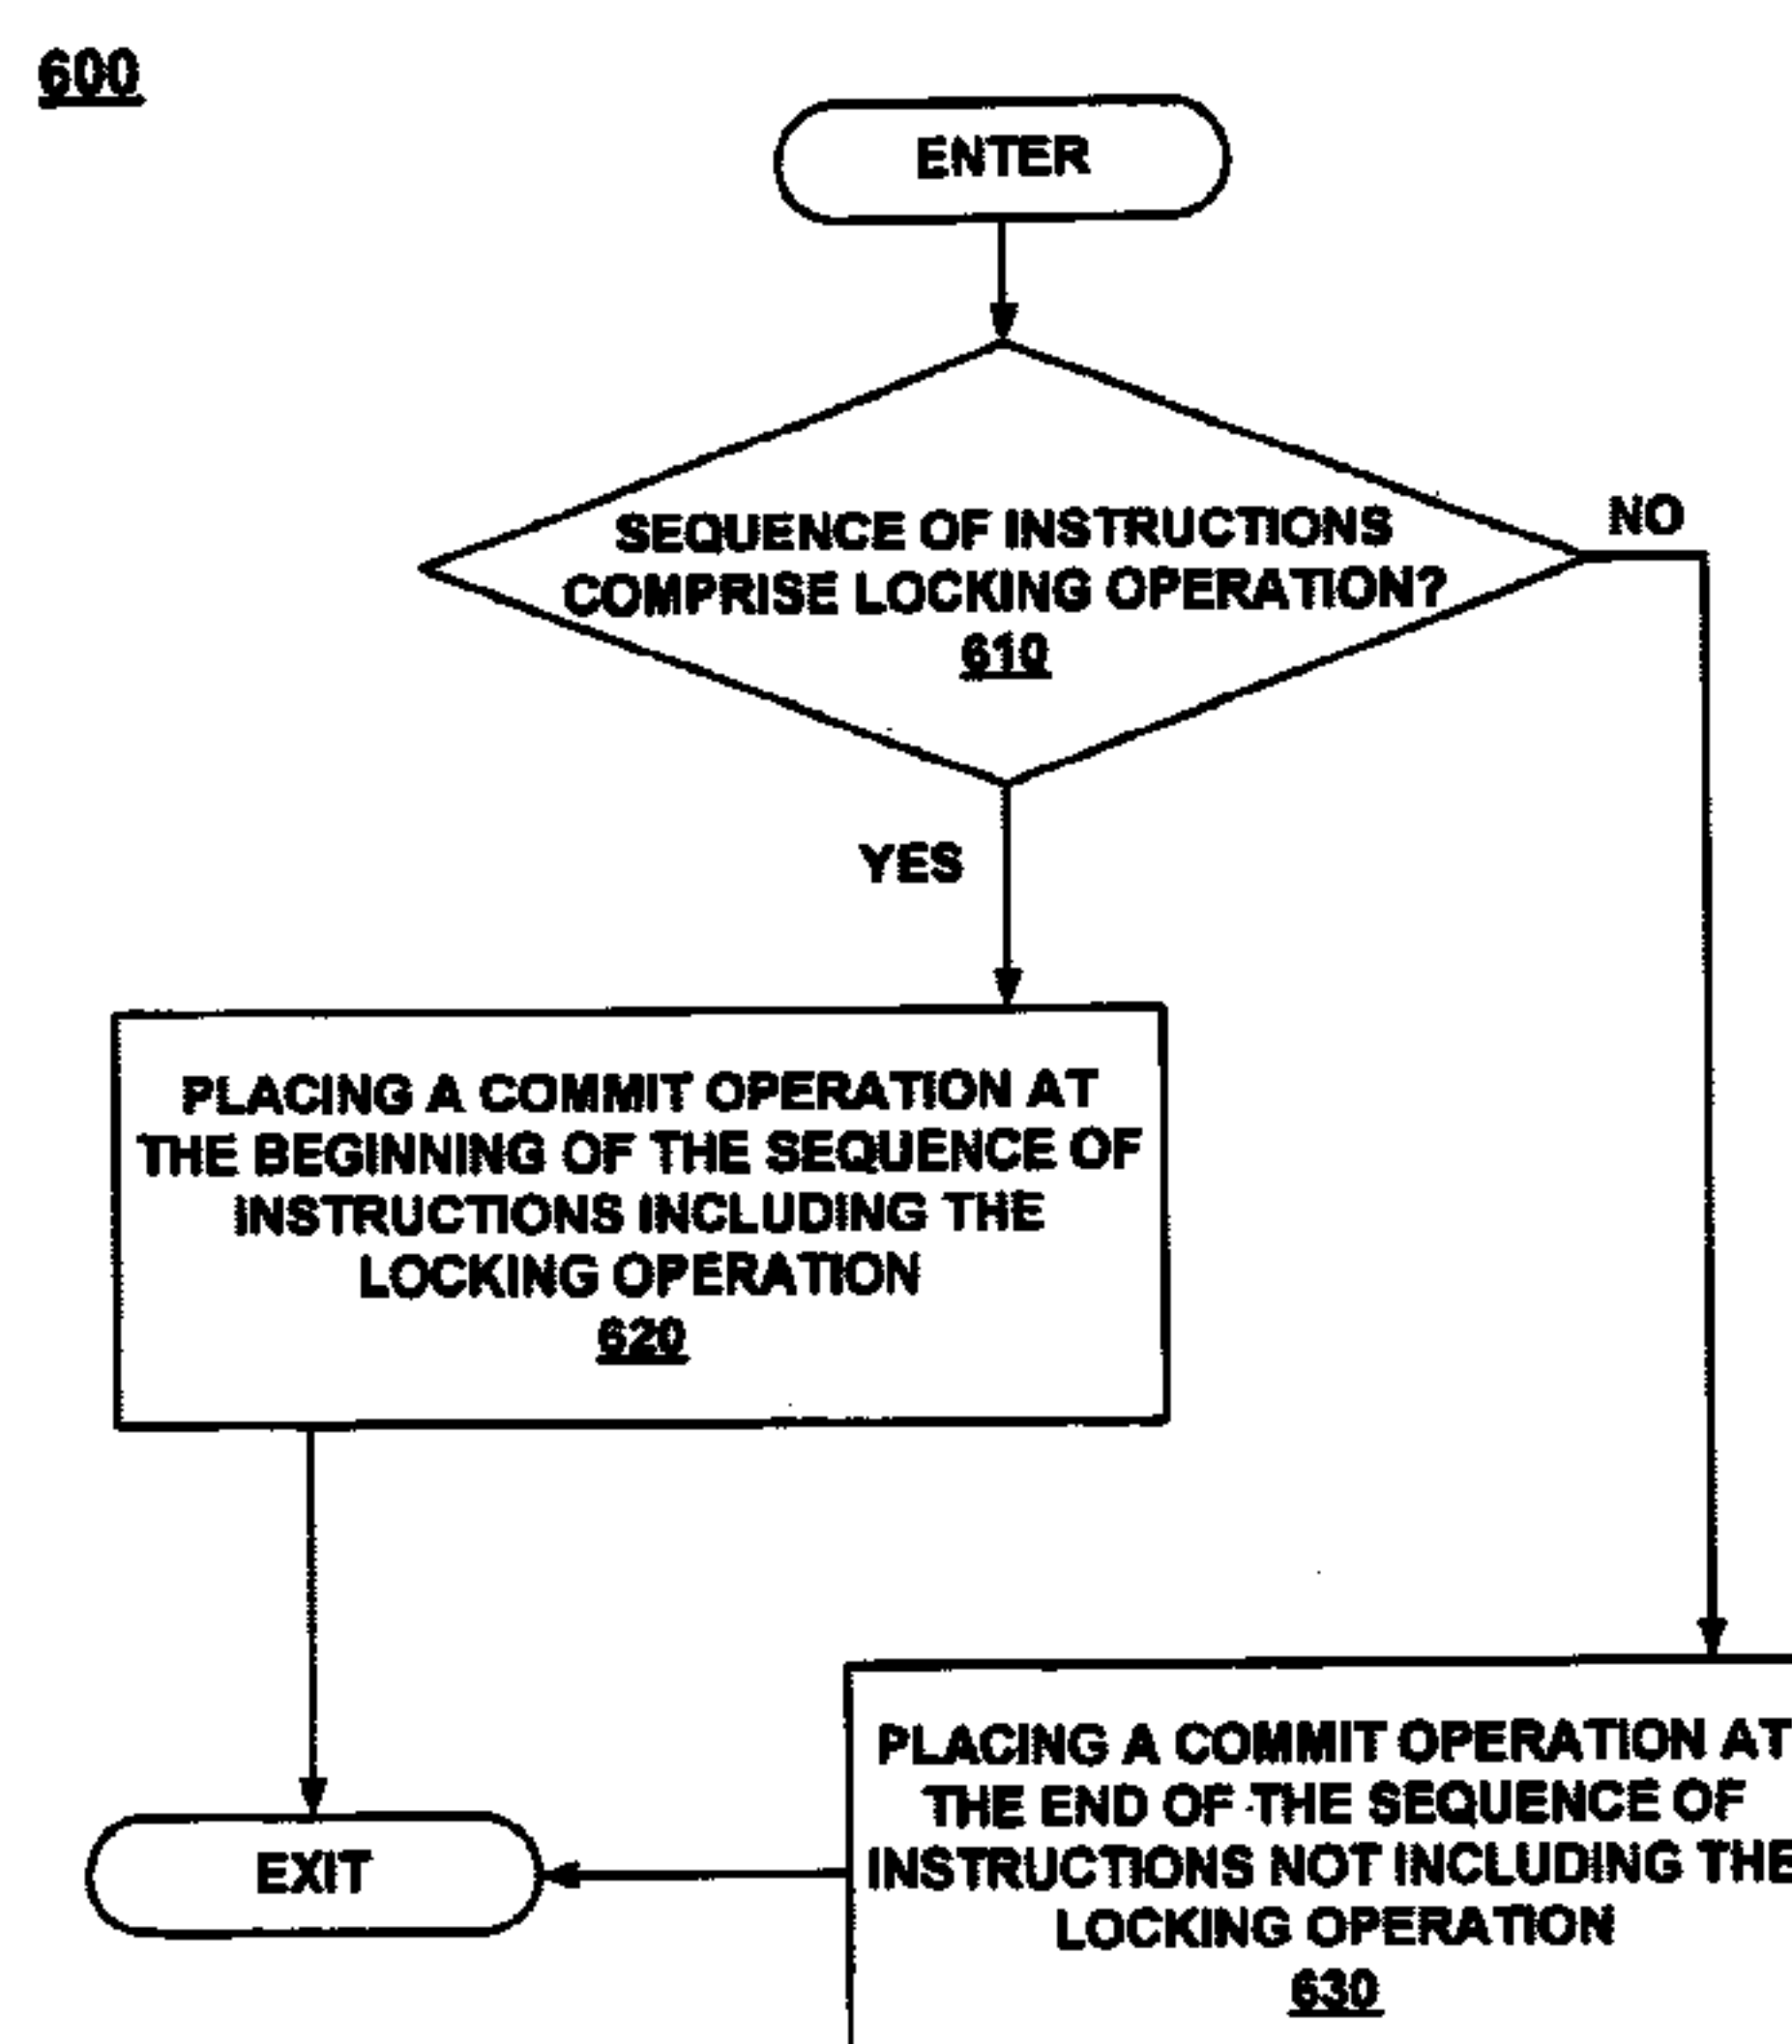 600
ENTER
SEQUENCE OF INSTRUCTIONS
COMPRISE LOCKING OPERATION?
610
NO
YES
PLACING A COMMIT OPERATION AT
THE BEGINNING OF THE SEQUENCE OF
INSTRUCTIONS INCLUDING THE
LOCKING OPERATION
620
PLACING A COMMIT OPERATION AT
THE END OF THE SEQUENCE OF
INSTRUCTIONS NOT INCLUDING THE
LOCKING OPERATION
630
EXIT